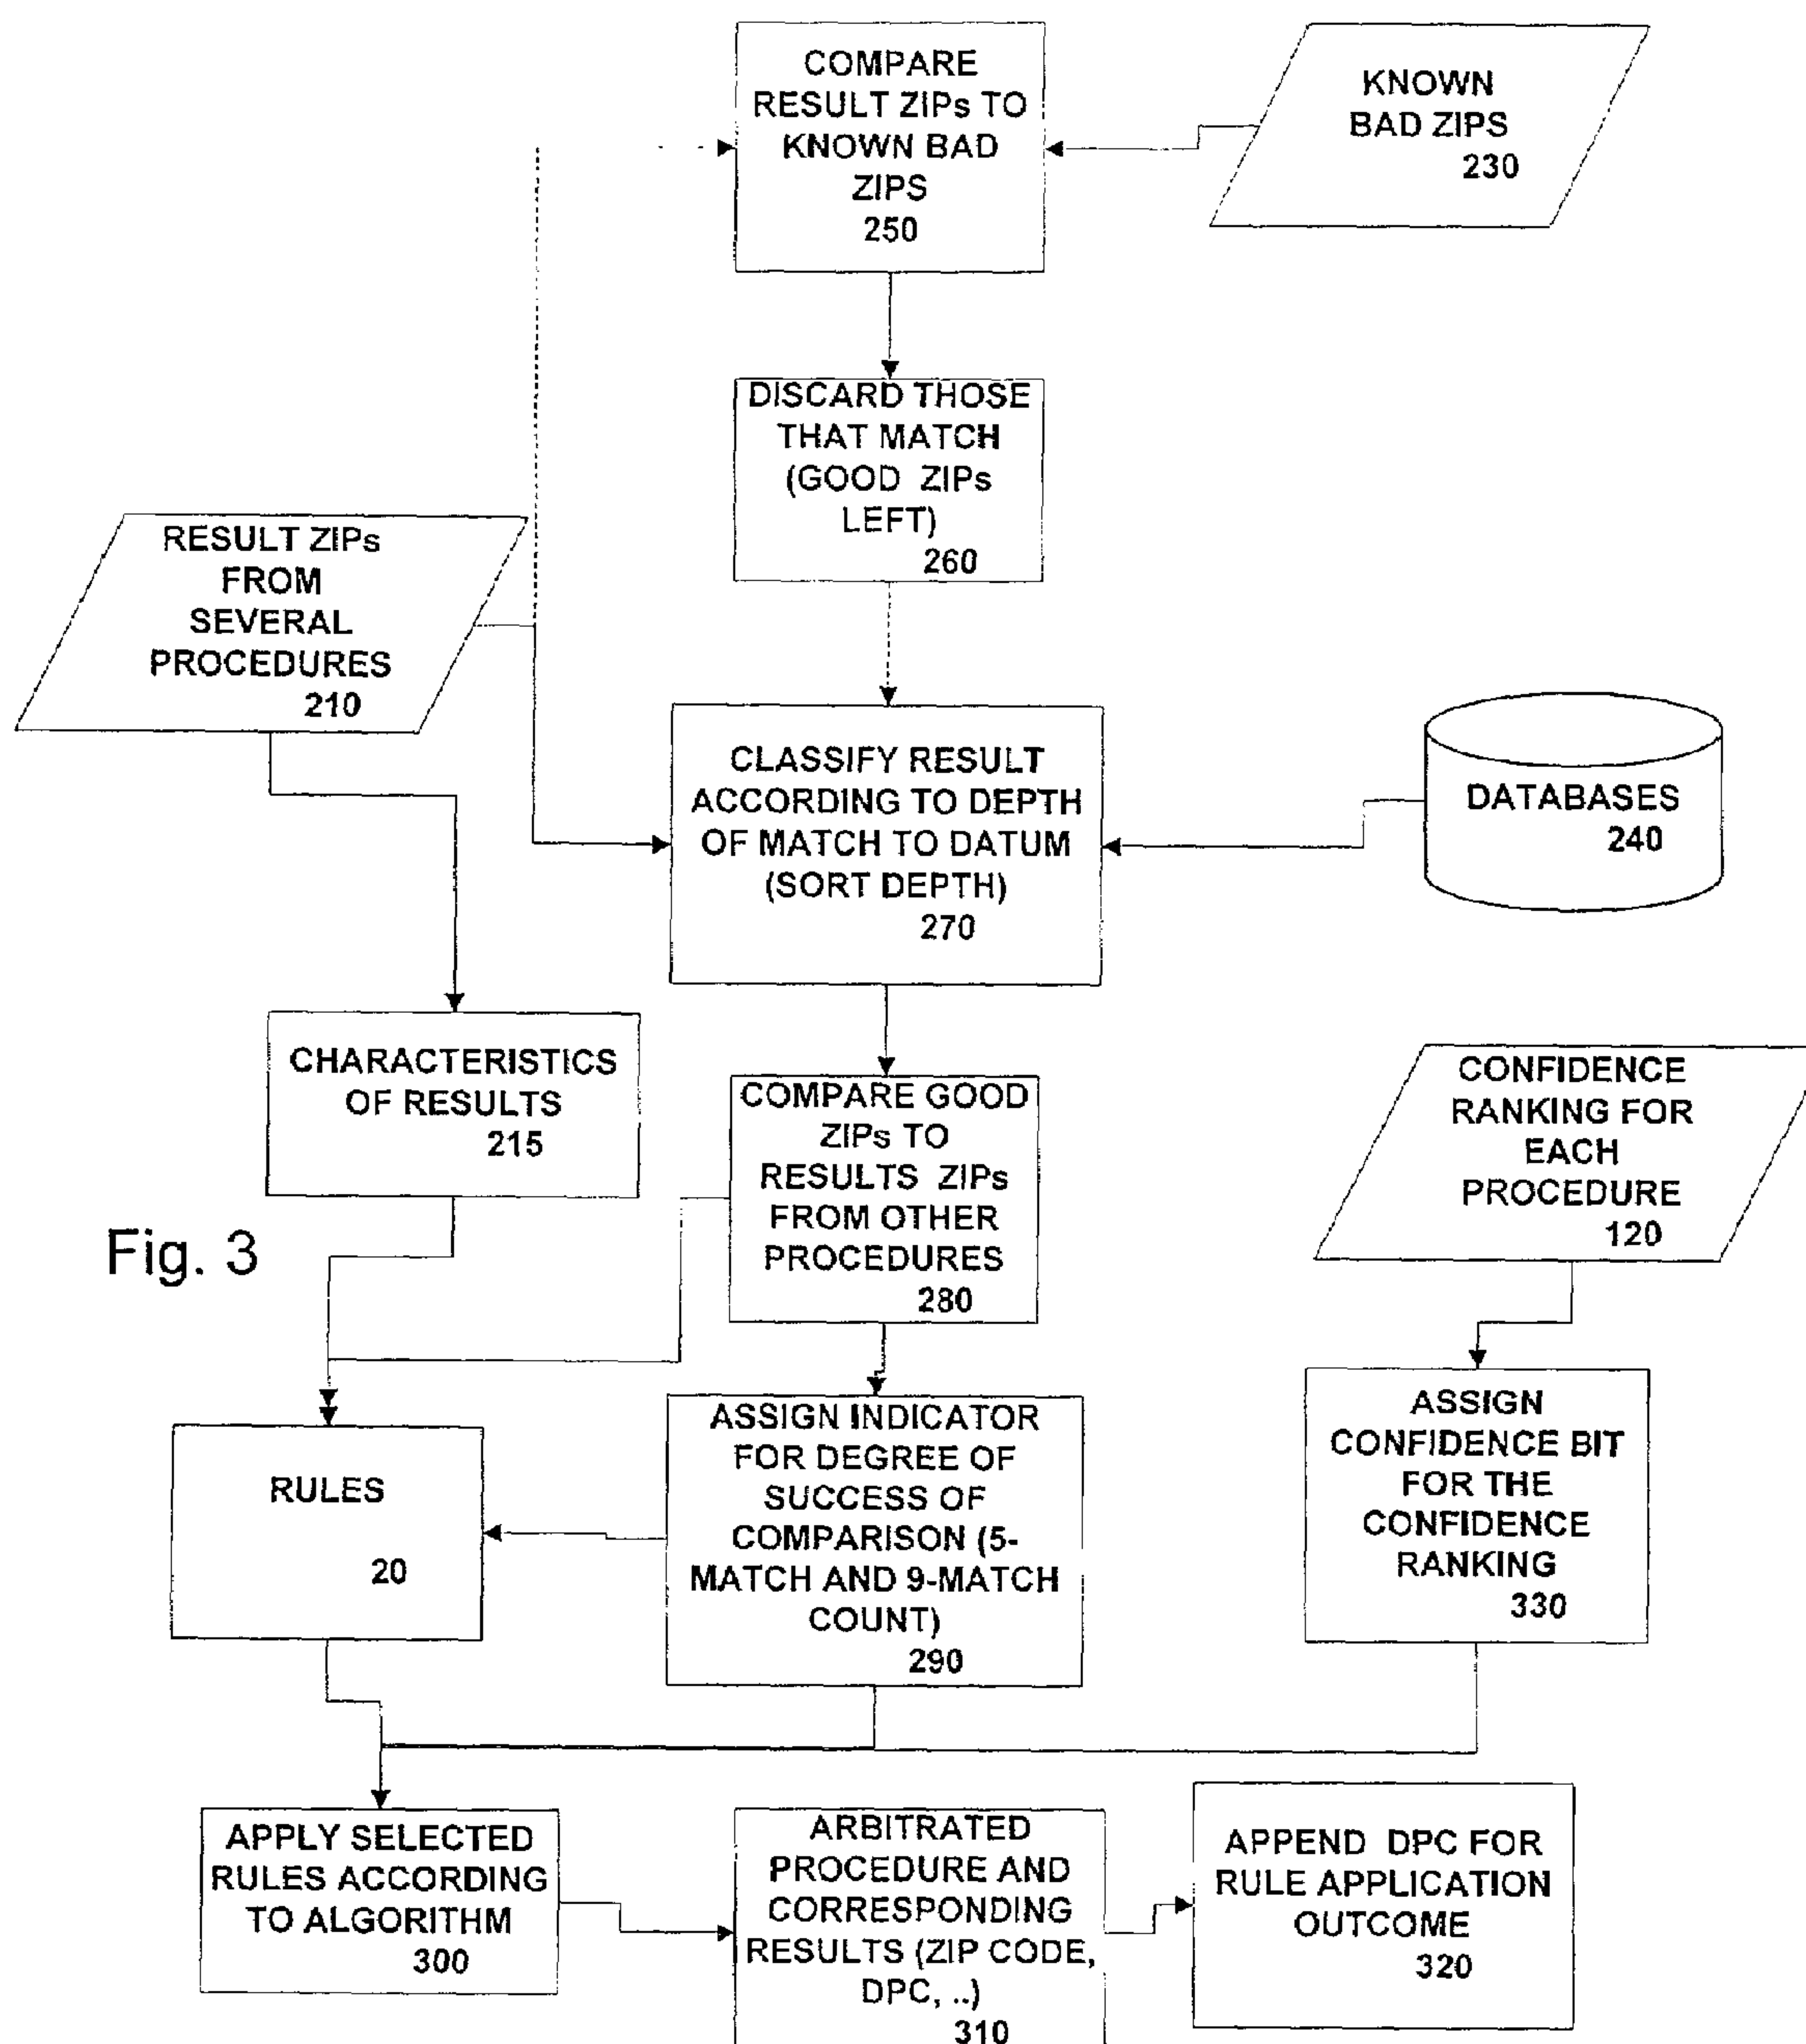 COMPARE
RESULT ZIPs TO
KNOWN BAD
ZIPS
250
KNOWN
BAD ZIPS
230
DISCARD THOSE
THAT MATCH
(GOOD ZIPs
LEFT)
260
RESULT ZIPs
FROM
SEVERAL
PROCEDURES
210
CLASSIFY RESULT
ACCORDING TO DEPTH
OF MATCH TO DATUM
(SORT DEPTH)
270
DATABASES
240
CHARACTERISTICS
OF RESULTS
215
COMPARE GOOD
ZIPs TO
RESULTS ZIPs
FROM OTHER
PROCEDURES
280
CONFIDENCE
RANKING FOR
EACH
PROCEDURE
120
Fig. 3
RULES
20
ASSIGN INDICATOR
FOR DEGREE OF
SUCCESS OF
COMPARISON (5-
MATCH AND 9-MATCH
COUNT)
290
ASSIGN
CONFIDENCE BIT
FOR THE
CONFIDENCE
RANKING
330
APPLY SELECTED
RULES ACCORDING
TO ALGORITHM
300
ARBITRATED
PROCEDURE AND
CORRESPONDING
RESULTS (ZIP CODE,
DPC, ..)
310
APPEND DPC FOR
RULE APPLICATION
OUTCOME
320